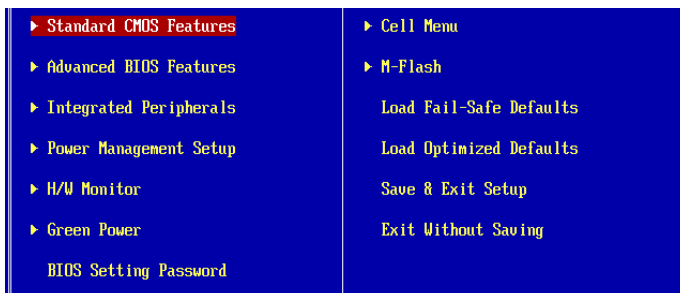 Standard CMOS Features
Advanced BIOS Features
Integrated Peripherals
Power Management Setup
H/W Monitor
Green Power
BIOS Setting Password
Cell Menu
M-Flash
Load Fail-Safe Defaults
Load Optimized Defaults
Save & Exit Setup
Exit Without Saving